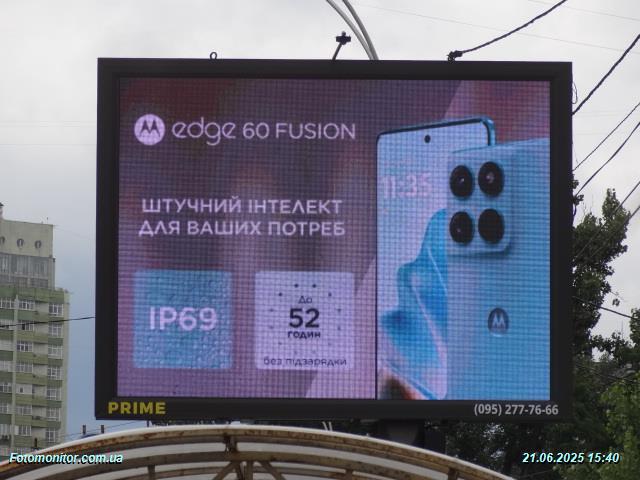 edge 60 FUSION
11:35
ШТУЧНИЙ ІНТЕЛЕКТ
ДЛЯ ВАШИХ ПОТРЕБ
IP69
До
52
годин
без підзарядки
PRIME
(095) 277-76-66
Fotomonitor.com.ua
21.06.2025 15:40